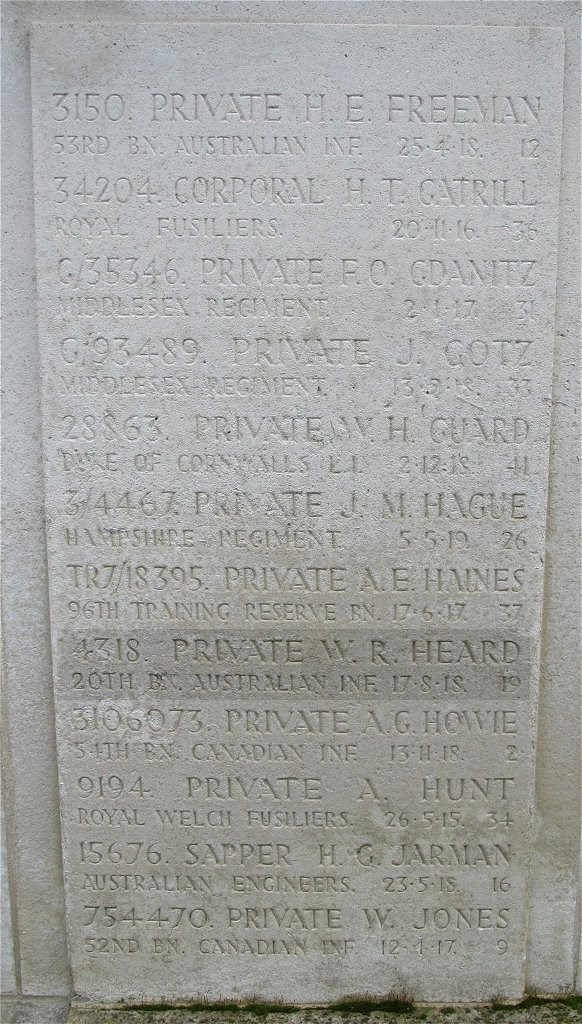 3150. PRIVATE H. E. FREEMAN
53RD BN. AUSTRALIAN INF. 25·4·18. 12
34204. CORPORAL H. T. GATRILL
ROYAL FUSILIERS. 20·11·16. 36
G/35346. PRIVATE F. O. GDANITZ
MIDDLESEX REGIMENT. 2·1·17. 31
G/93489. PRIVATE J. GOTZ
MIDDLESEX REGIMENT. 33
28863. PRIVATE W. H. GUARD
DUKE OF CORNWALLS L.I. 2·12·18. 41
3/4467. PRIVATE J. M. HAGUE
HAMPSHIRE REGIMENT. 5·5·19. 26
TR7/18395. PRIVATE A. E. HAINES
96TH TRAINING RESERVE BN. 17·6·17. 37
4318. PRIVATE W. R. HEARD
20TH BN. AUSTRALIAN INF. 17·8·18. 19
3106073. PRIVATE A. G. HOWIE
54TH BN. CANADIAN INF. 13·11·18. 2
9194. PRIVATE A. HUNT
ROYAL WELCH FUSILIERS. 26·5·15. 34
15676. SAPPER H. G. JARMAN
AUSTRALIAN ENGINEERS. 23·5·18. 16
754470. PRIVATE W. JONES
52ND BN. CANADIAN INF. 12·1·17. 9